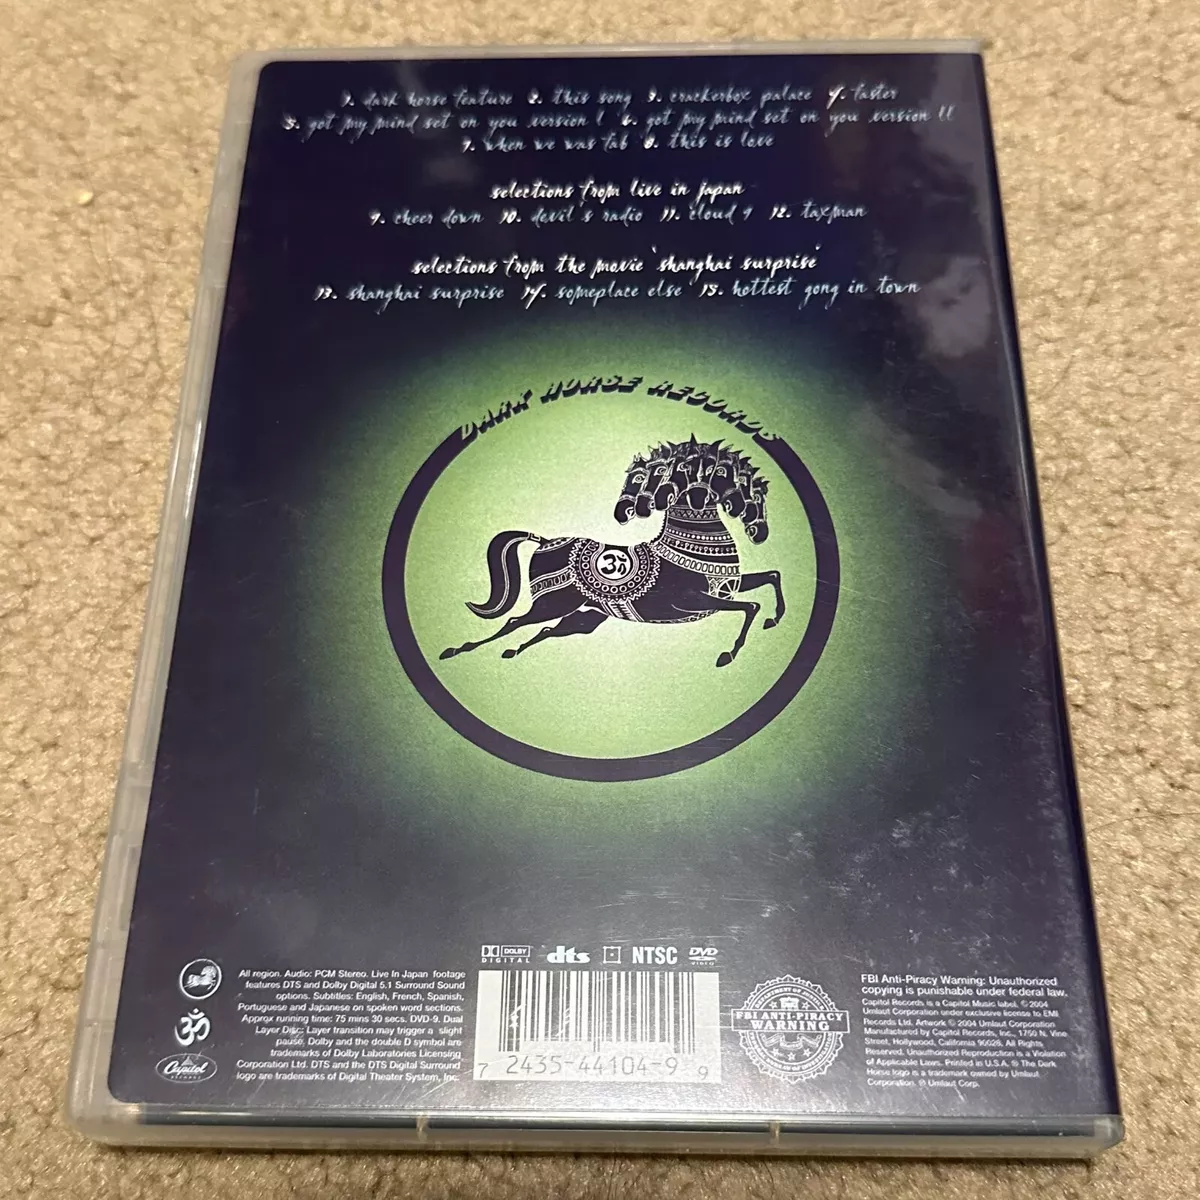 1. dark horse feature 2. this song 3. crackerbox palace 4. faster
5. got my mind set on you version l 6. got my mind set on you version ll
7. when we was fab 8. this is love
selections from live in japan
9. cheer down 10. devil's radio 11. cloud 9 12. taxman
selections from the movie 'shanghai surprise'
13. shanghai surprise 14. someplace else 15. hottest gong in town
DARK HORSE RECORDS
ॐ
DOLBY
DIGITAL
dts
NTSC
DVD
VIDEO
All region. Audio: PCM Stereo. Live In Japan footage
features DTS and Dolby Digital 5.1 Surround Sound
options. Subtitles: English, French, Spanish,
Portuguese and Japanese on spoken word sections.
Approx running time: 75 mins 30 secs. DVD-9. Dual
Layer Disc: Layer transition may trigger a slight
pause. Dolby and the double D symbol are
trademarks of Dolby Laboratories Licensing
Corporation Ltd. DTS and the DTS Digital Surround
logo are trademarks of Digital Theater System, Inc.
ॐ
Capitol
RECORDS
7 2435-44104-9 9
FBI ANTI-PIRACY
WARNING
FBI Anti-Piracy Warning: Unauthorized
copying is punishable under federal law.
Capitol Records is a Capitol Music label. © 2004
Umlaut Corporation under exclusive license to EMI
Records Ltd. Artwork © 2004 Umlaut Corporation.
Manufactured by Capitol Records, Inc., 1750 N. Vine
Street, Hollywood, California 90028. All Rights
Reserved. Unauthorized Reproduction is a Violation
of Applicable Laws. Printed in U.S.A. ® The Dark
Horse logo is a trademark owned by Umlaut
Corporation. ℗ Umlaut Corp.